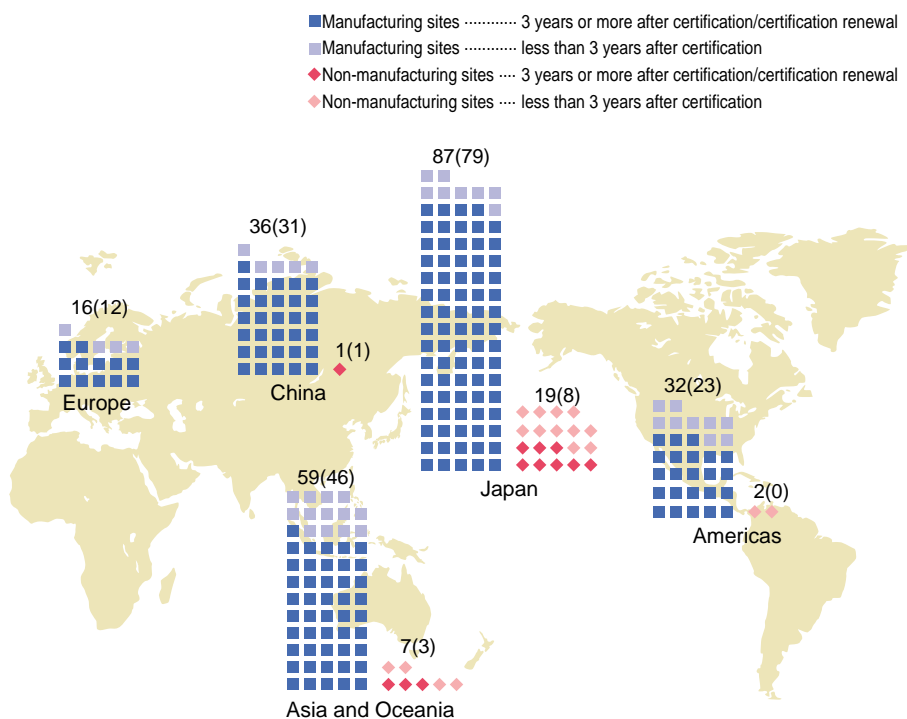 ■Manufacturing sites ············ 3 years or more after certification/certification renewal
■Manufacturing sites ············ less than 3 years after certification
◆Non-manufacturing sites ···· 3 years or more after certification/certification renewal
◆Non-manufacturing sites ···· less than 3 years after certification
87(79)
36(31)
16(12)
1(1)
Europe
China
19(8)
32(23)
59(46)
Japan
2(0)
Americas
7(3)
Asia and Oceania